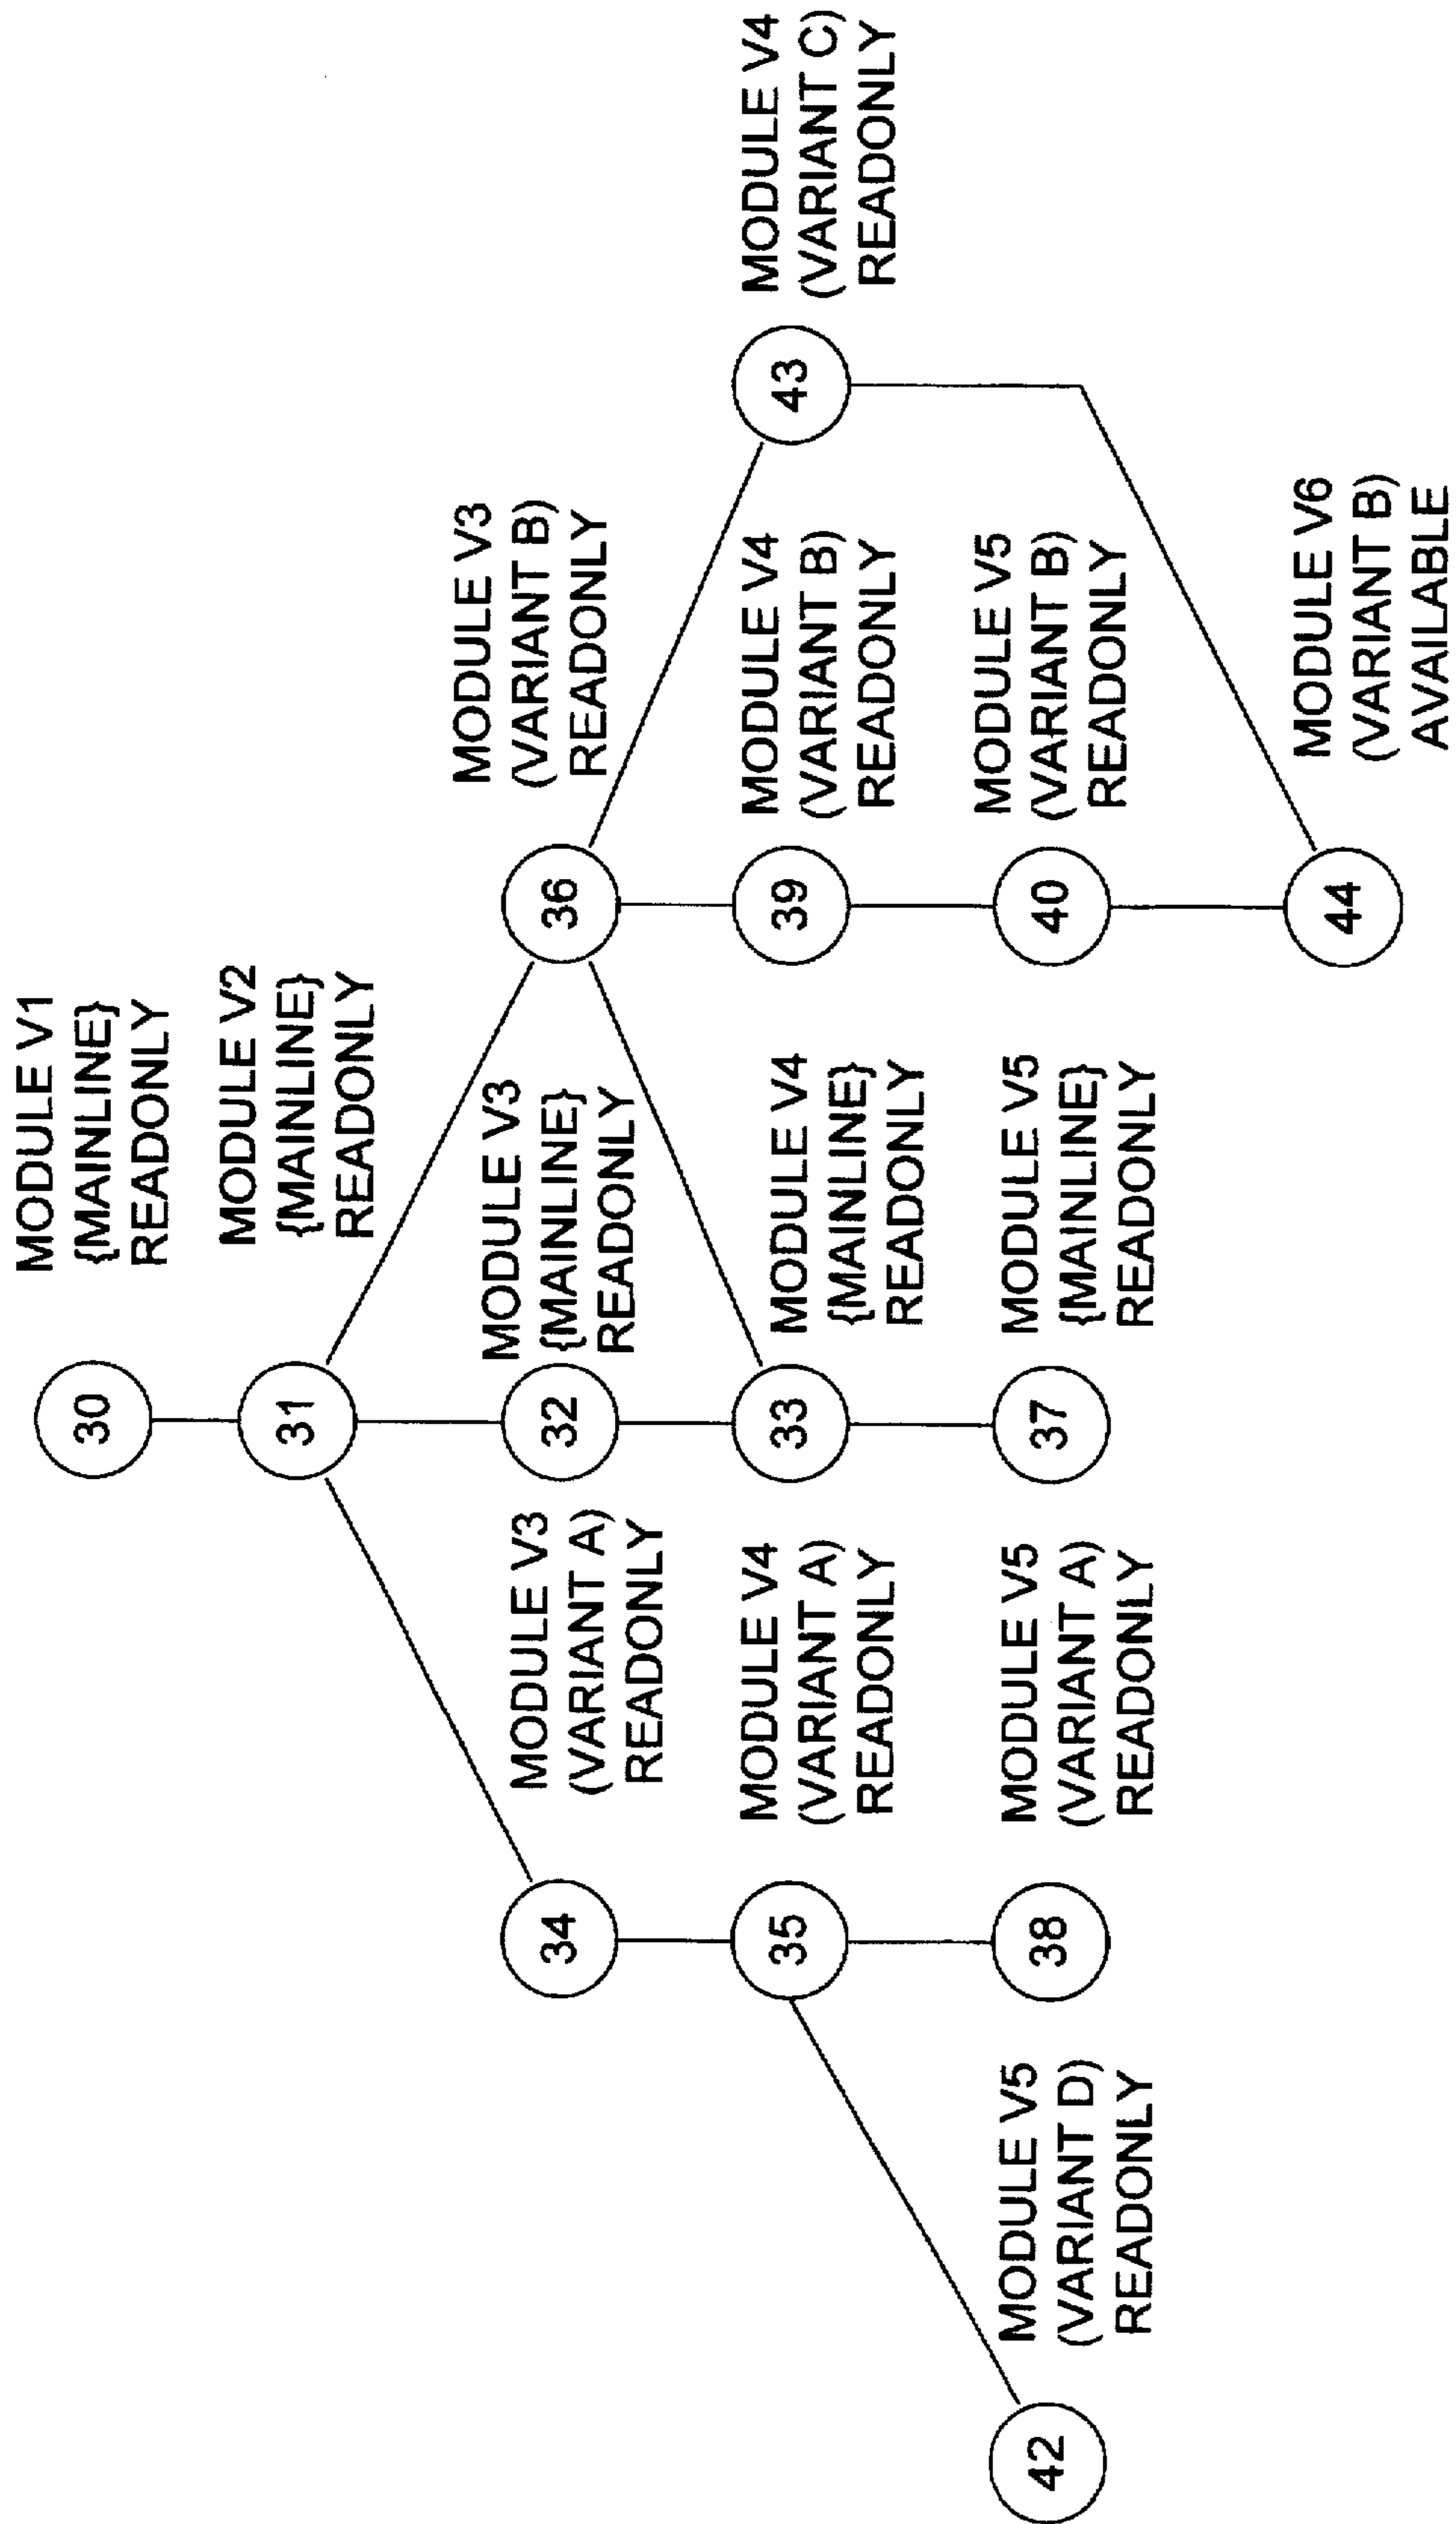 30
MODULE V1
{MAINLINE}
READONLY
31
MODULE V2
{MAINLINE}
READONLY
34
MODULE V3
(VARIANT A)
READONLY
32
MODULE V3
{MAINLINE}
READONLY
36
MODULE V3
(VARIANT B)
READONLY
35
MODULE V4
(VARIANT A)
READONLY
33
MODULE V4
{MAINLINE}
READONLY
39
MODULE V4
(VARIANT B)
READONLY
43
MODULE V4
(VARIANT C)
READONLY
42
MODULE V5
(VARIANT D)
READONLY
38
MODULE V5
(VARIANT A)
READONLY
37
MODULE V5
{MAINLINE}
READONLY
40
MODULE V5
(VARIANT B)
READONLY
44
MODULE V6
(VARIANT B)
AVAILABLE